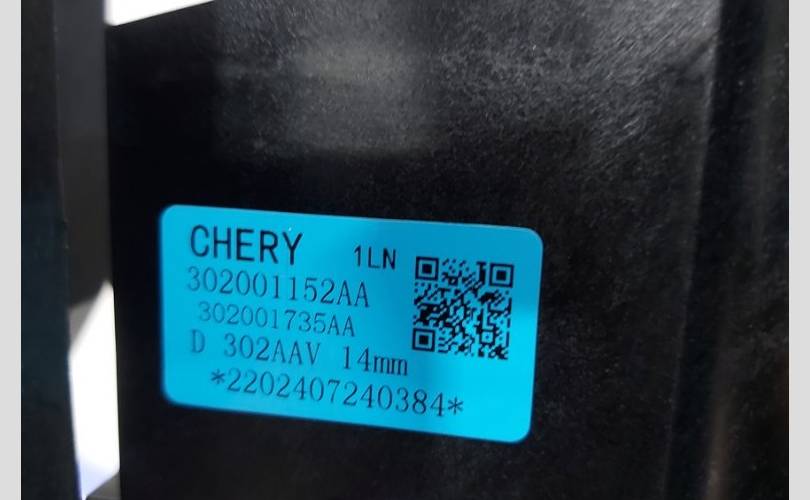 CHERY 1LN
302001152AA
302001735AA
D 302AAV 14mm
*2202407240384*